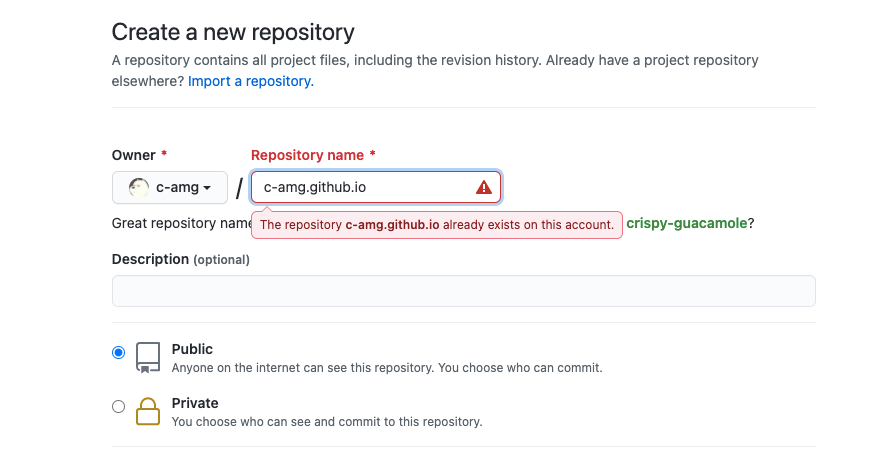 Create a new repository
A repository contains all project files, including the revision history. Already have a project repository
elsewhere? Import a repository.
Owner * Repository name *
c-amg / c-amg.github.io
Great repository name
The repository c-amg.github.io already exists on this account.
crispy-guacamole?
Description (optional)
Public
Anyone on the internet can see this repository. You choose who can commit.
Private
You choose who can see and commit to this repository.